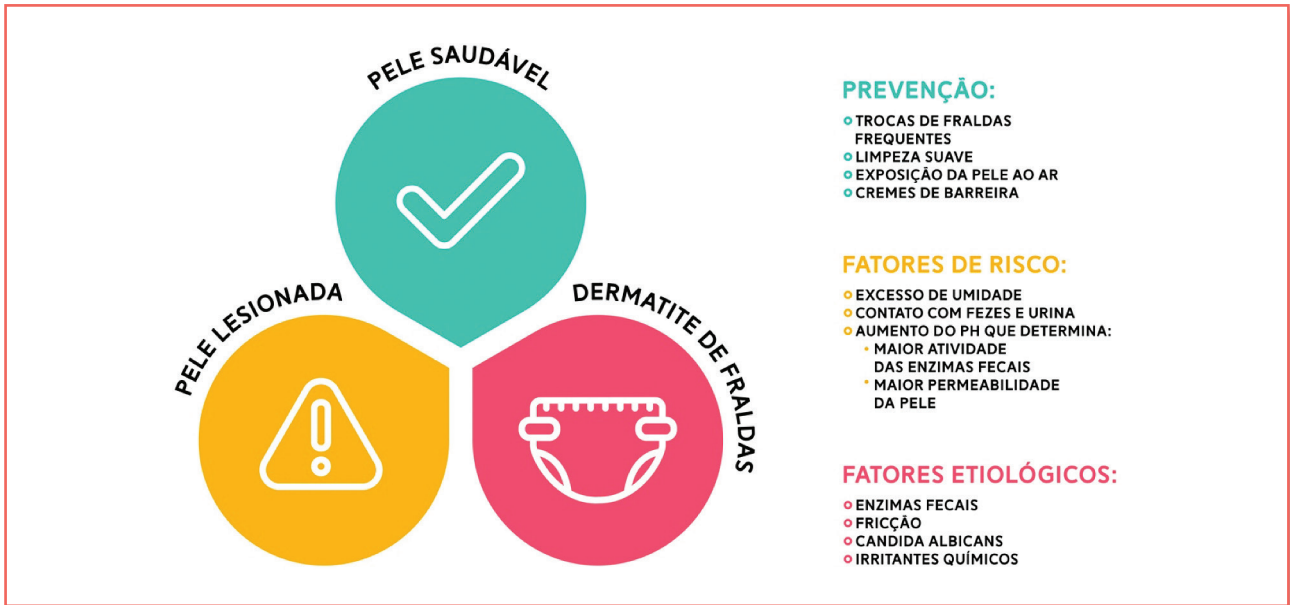 PELE SAUDÁVEL
PELE LESIONADA
DERMATITE DE FRALDAS
PREVENÇÃO:
TROCAS DE FRALDAS
FREQUENTES
LIMPEZA SUAVE
EXPOSIÇÃO DA PELE AO AR
CREMES DE BARREIRA
FATORES DE RISCO:
EXCESSO DE UMIDADE
CONTATO COM FEZES E URINA
AUMENTO DO PH QUE DETERMINA:
MAIOR ATIVIDADE
DAS ENZIMAS FECAIS
MAIOR PERMEABILIDADE
DA PELE
FATORES ETIOLÓGICOS:
ENZIMAS FECAIS
FRICÇÃO
CANDIDA ALBICANS
IRRITANTES QUÍMICOS